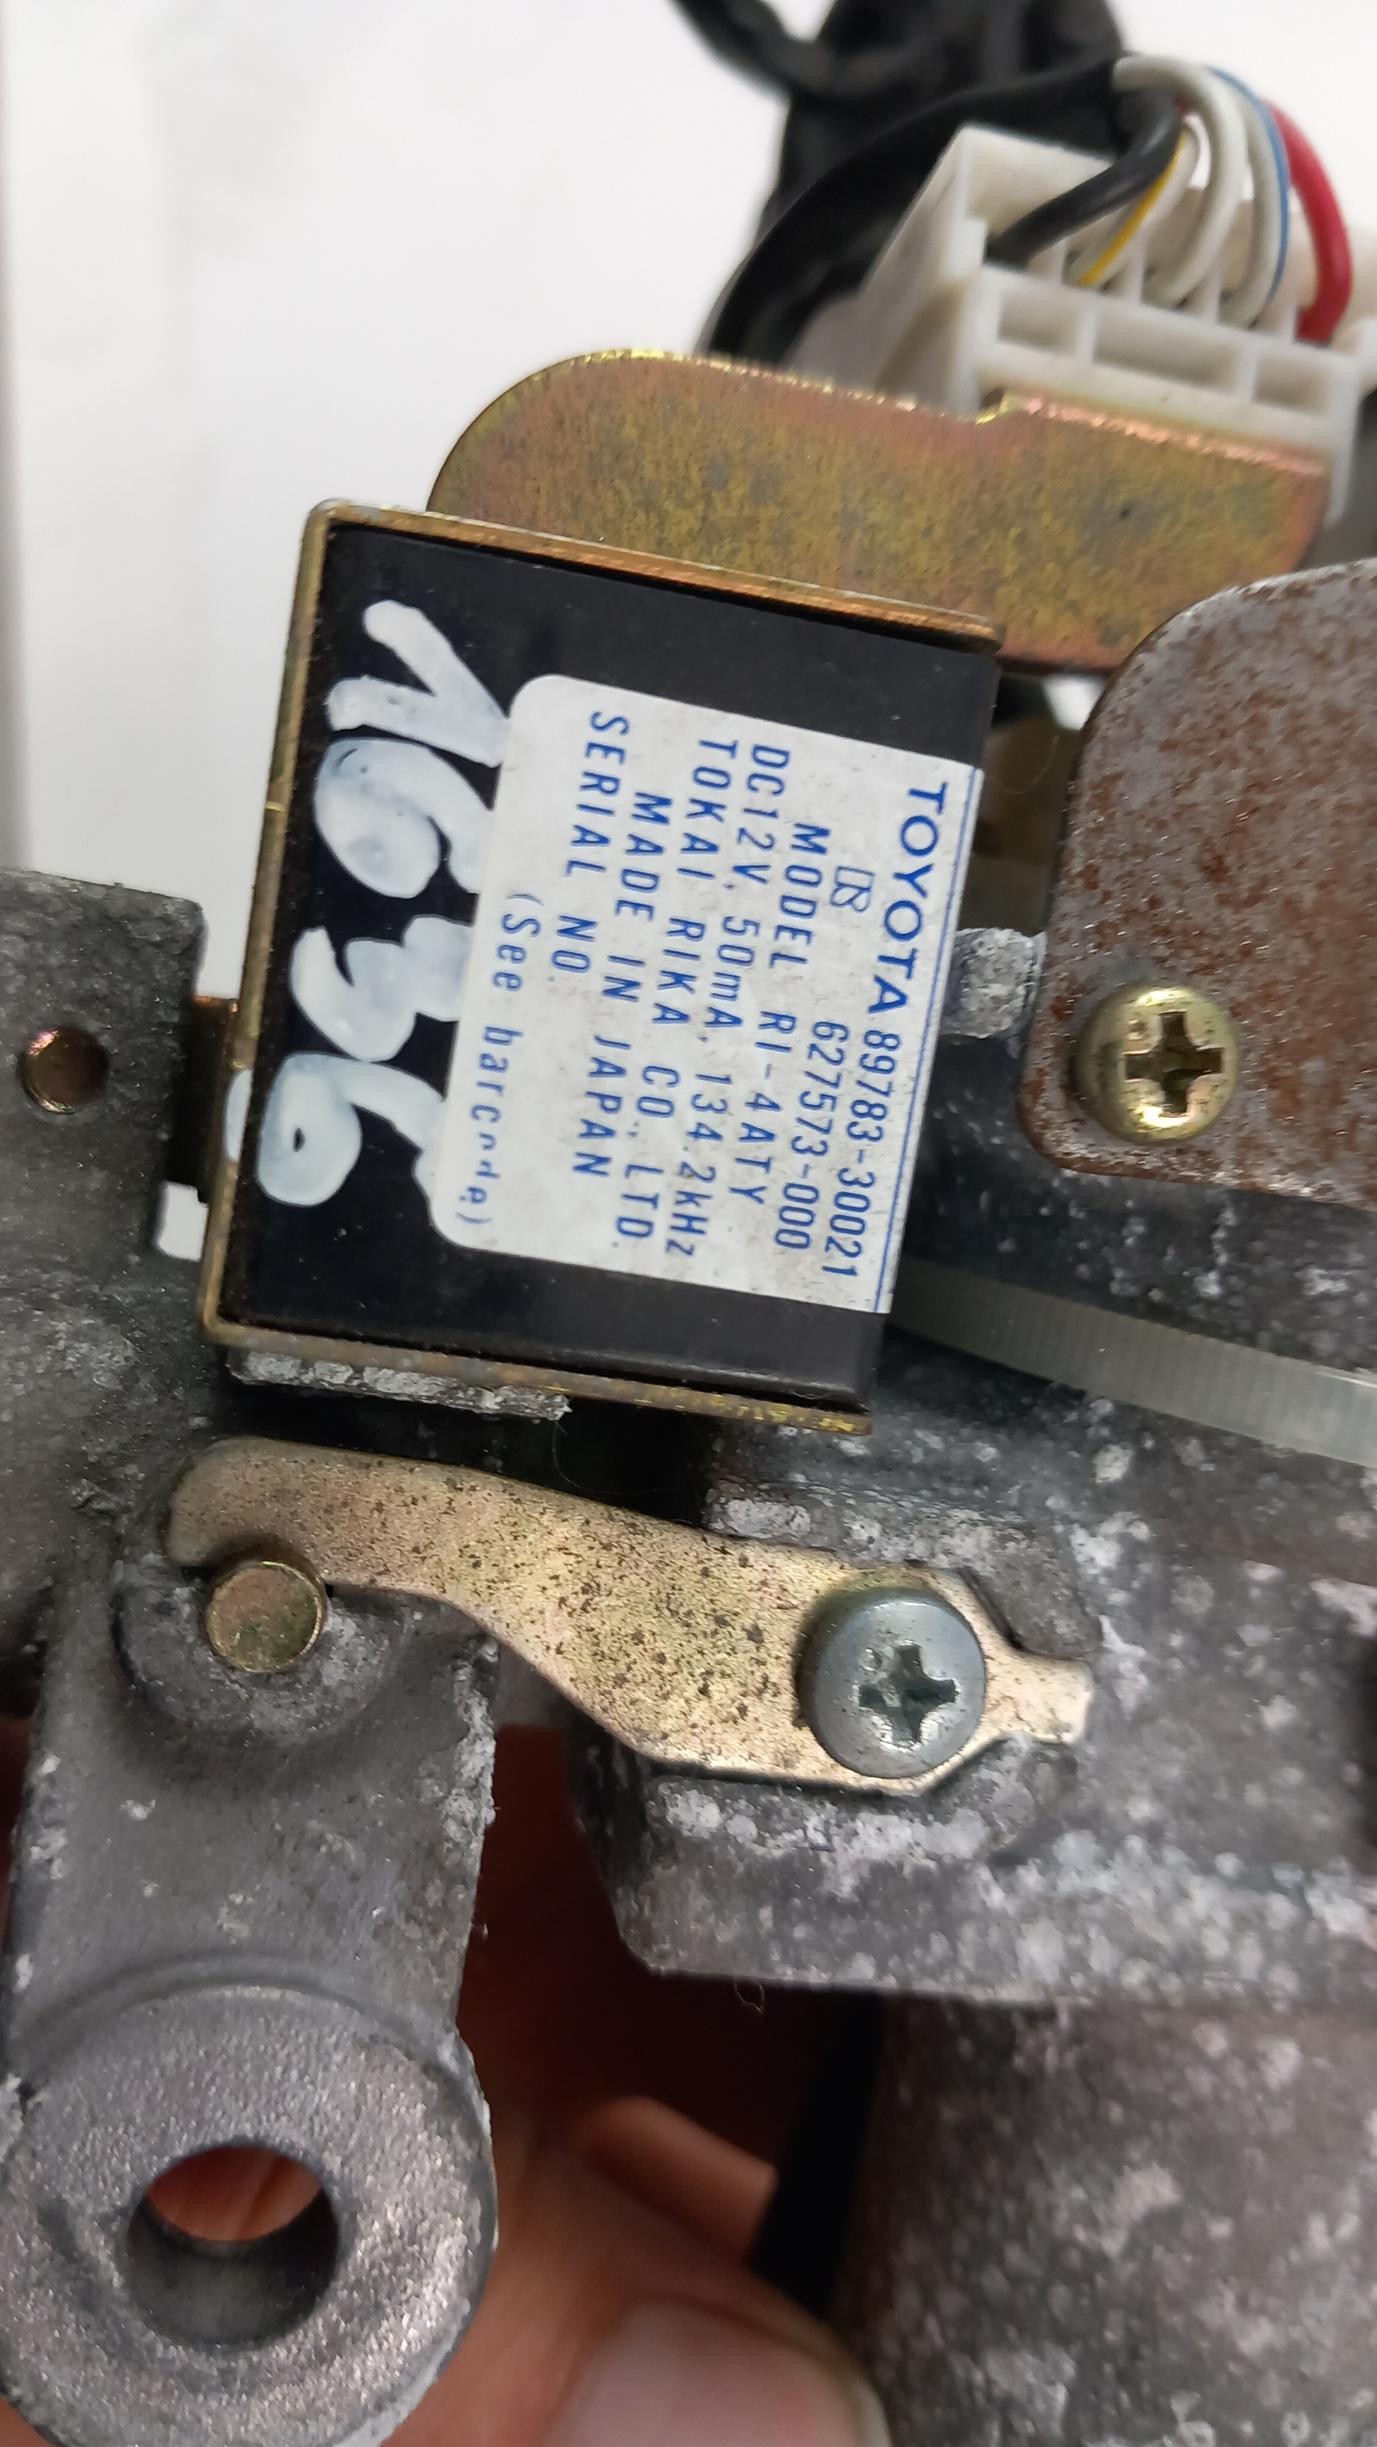 TOYOTA 89783-30021
627573-000
MODEL RI-4ATY
DC12V, 50mA, 134.2kHz
TOKAI RIKA CO., LTD.
MADE IN JAPAN
SERIAL NO.
(See barcode)